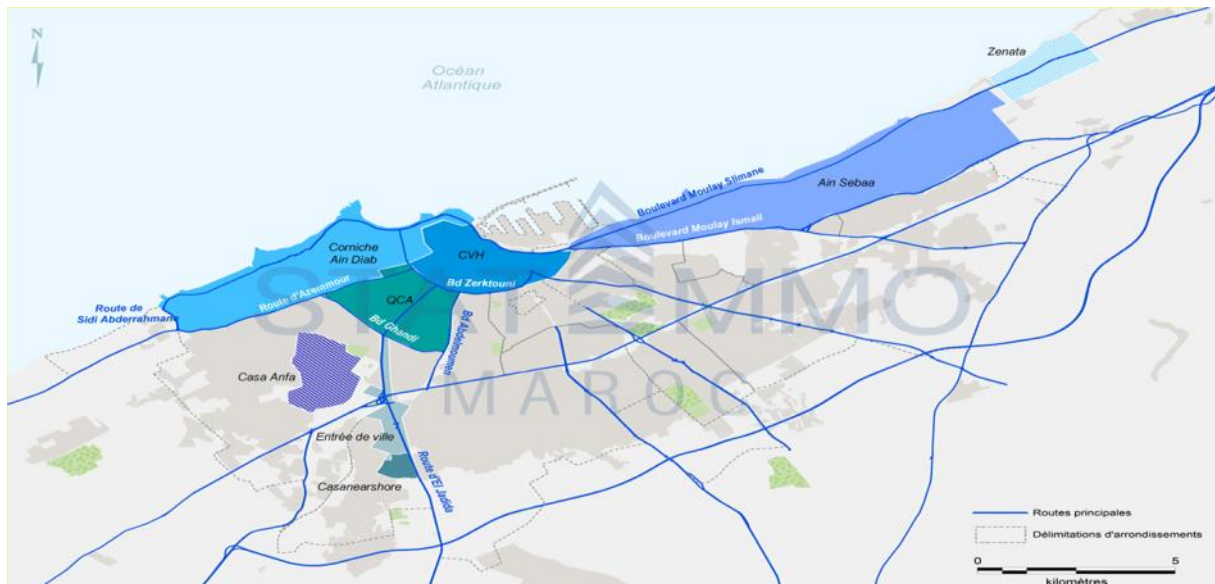 N
Océan
Atlantique
Zenata
Ain Sebaa
Boulevard Moulay Slimane
Boulevard Moulay Ismail
Corniche
Ain Diab
CVH
Bd Zerktouni
Route d'Azemmour
QCA
Bd Ghandi
Bd Abdelmoumen
Route de
Sidi Abderrahmane
STAT IMMO
MAROC
Casa Anfa
Entrée de ville
Casanearshore
Route d'El Jadida
Routes principales
Délimitations d'arrondissements
0 5
kilomètres